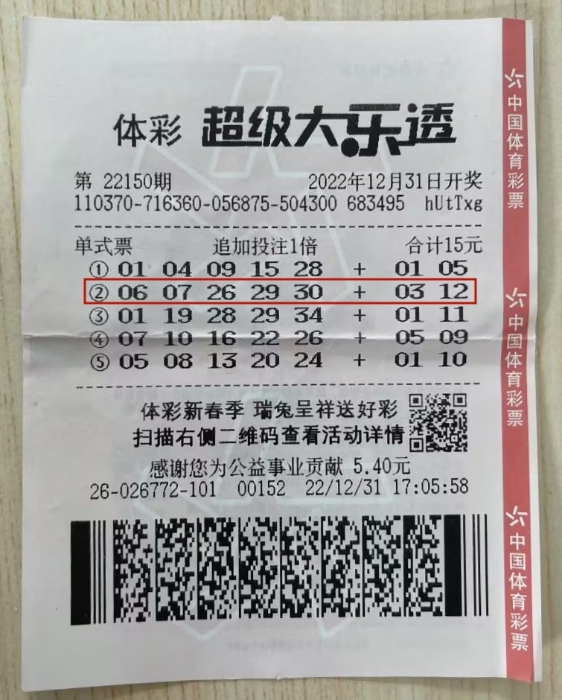 体彩 超级大乐透
第 22150期 2022年12月31日开奖
110370-716360-056875-504300 683495 hUtTxg
单式票 追加投注1倍 合计15元
① 01 04 09 15 28 + 01 05
② 06 07 26 29 30 + 03 12
③ 01 19 28 29 34 + 01 11
④ 07 10 16 22 26 + 05 09
⑤ 05 08 13 20 24 + 01 10
体彩新春季 瑞兔呈祥送好彩
扫描右侧二维码查看活动详情
感谢您为公益事业贡献 5.40元
26-026772-101 00152 22/12/31 17:05:58
中国体育彩票
中国体育彩票
中国体育彩票